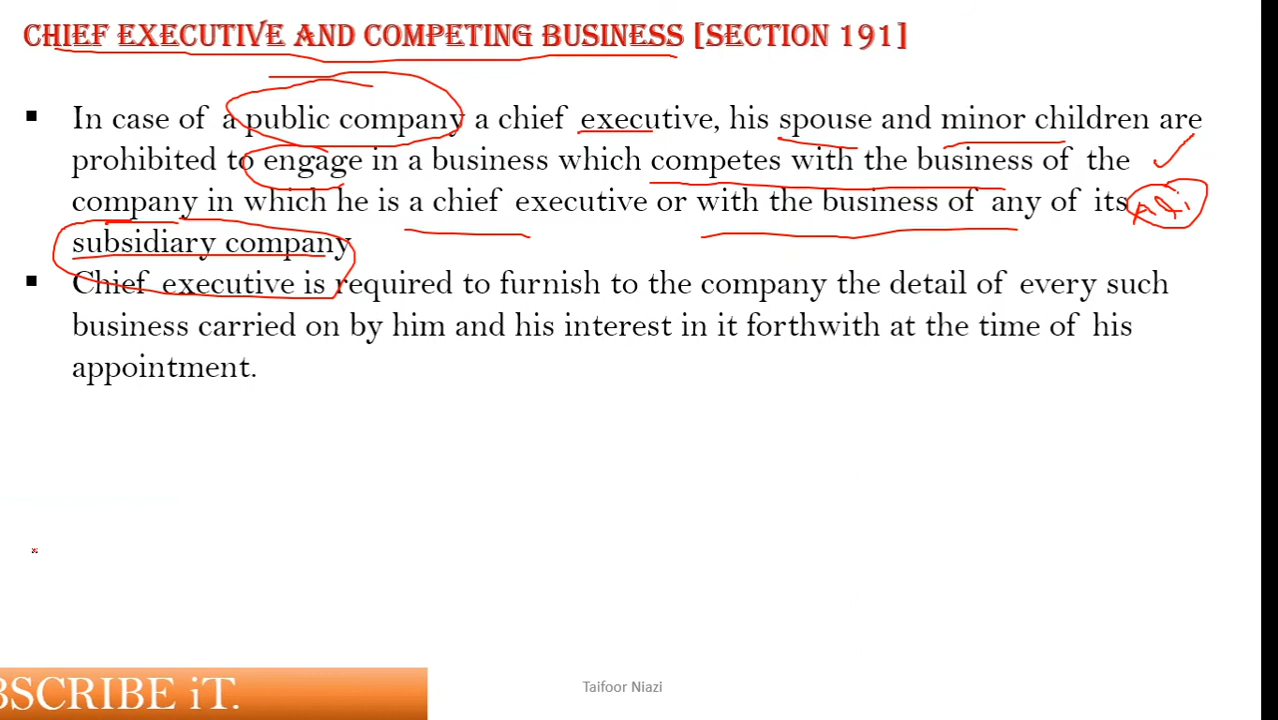 CHIEF EXECUTIVE AND COMPETING BUSINESS [SECTION 191]
▪ In case of a public company a chief executive, his spouse and minor children are
prohibited to engage in a business which competes with the business of the
company in which he is a chief executive or with the business of any of its
subsidiary company
▪ Chief executive is required to furnish to the company the detail of every such
business carried on by him and his interest in it forthwith at the time of his
appointment.
BSCRIBE iT.
Taifoor Niazi